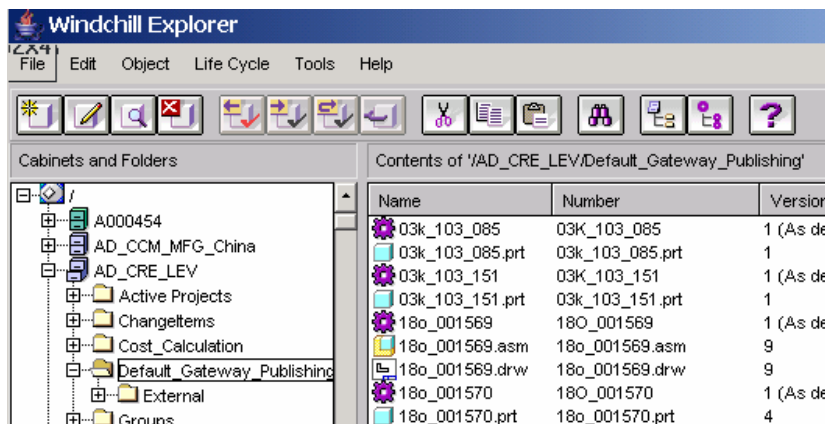 Windchill Explorer
File Edit Object Life Cycle Tools Help
Cabinets and Folders
/
A000454
AD_CCM_MFG_China
AD_CRE_LEV
Active Projects
ChangeItems
Cost_Calculation
Default_Gateway_Publishing
External
Groups
Contents of '/AD_CRE_LEV/Default_Gateway_Publishing'
Name Number Version
03k_103_085 03K_103_085 1 (As de
03k_103_085.prt 03k_103_085.prt 1
03k_103_151 03K_103_151 1 (As de
03k_103_151.prt 03k_103_151.prt 1
18o_001569 18O_001569 1 (As de
18o_001569.asm 18o_001569.asm 9
18o_001569.drw 18o_001569.drw 9
18o_001570 18O_001570 1 (As de
18o_001570.prt 18o_001570.prt 4